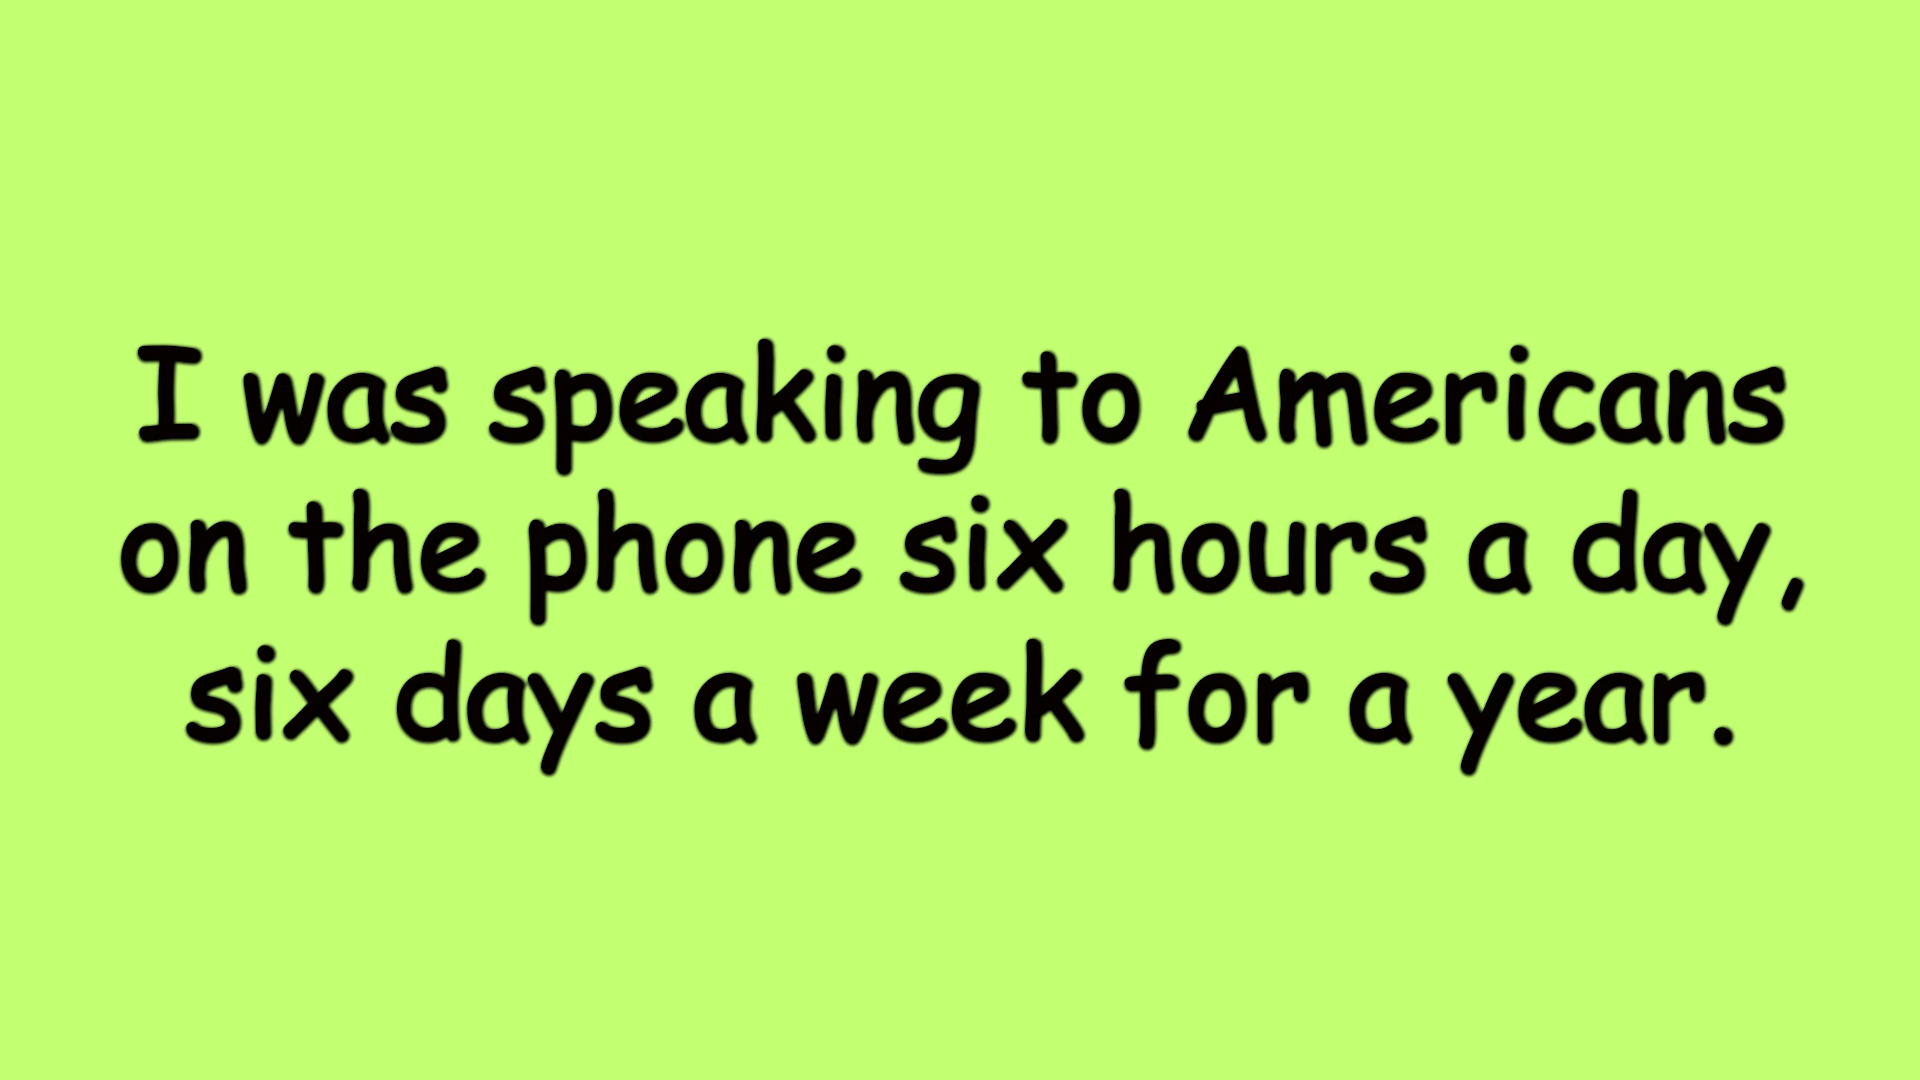 I was speaking to Americans
on the phone six hours a day,
six days a week for a year.